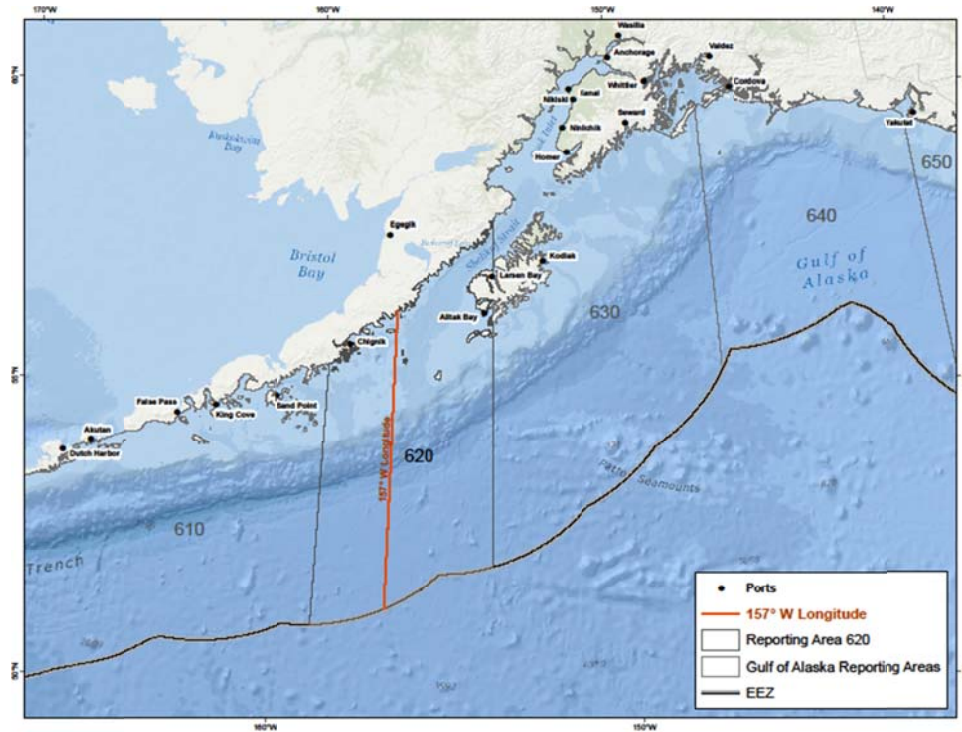 170°W
160°W
150°W
140°W
Wasilla
Anchorage
Valdez
Whittier
Cordova
60°N
Kenai
Nikiski
Seward
Yakutat
Ninilchik
Kuskokwim
Bay
Homer
650
640
Egegik
Shelikof Strait
Kodiak
Bristol
Bay
Larsen Bay
Gulf of
Alaska
630
Alitak Bay
Chignik
55°N
False Pass
King Cove
Sand Point
Akutan
Dutch Harbor
157° W Longitude
620
Patton Seamounts
610
Trench
50°N
Ports
157° W Longitude
Reporting Area 620
Gulf of Alaska Reporting Areas
EEZ
160°W
150°W